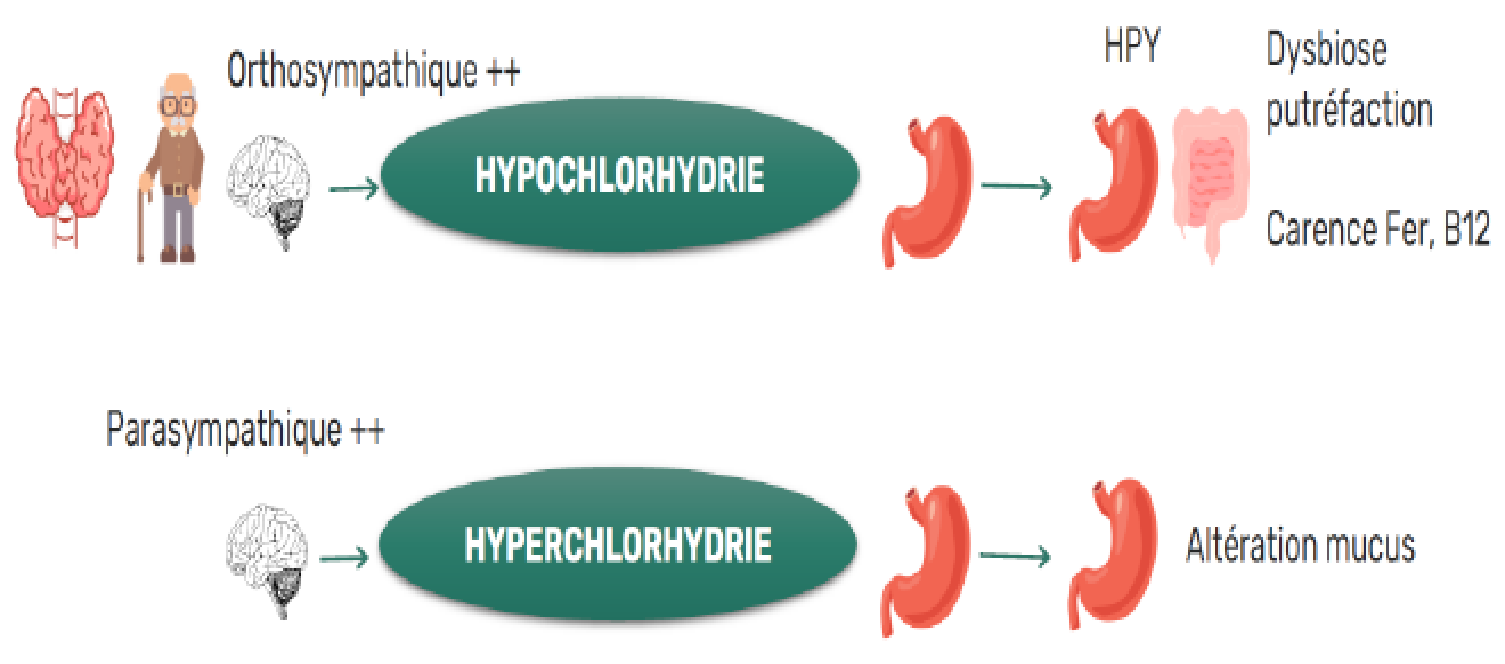 Orthosympathique ++
HYPOCHLORHYDRIE
HPY
Dysbiose
putréfaction
Carence Fer, B12
Parasympathique ++
HYPERCHLORHYDRIE
Altération mucus